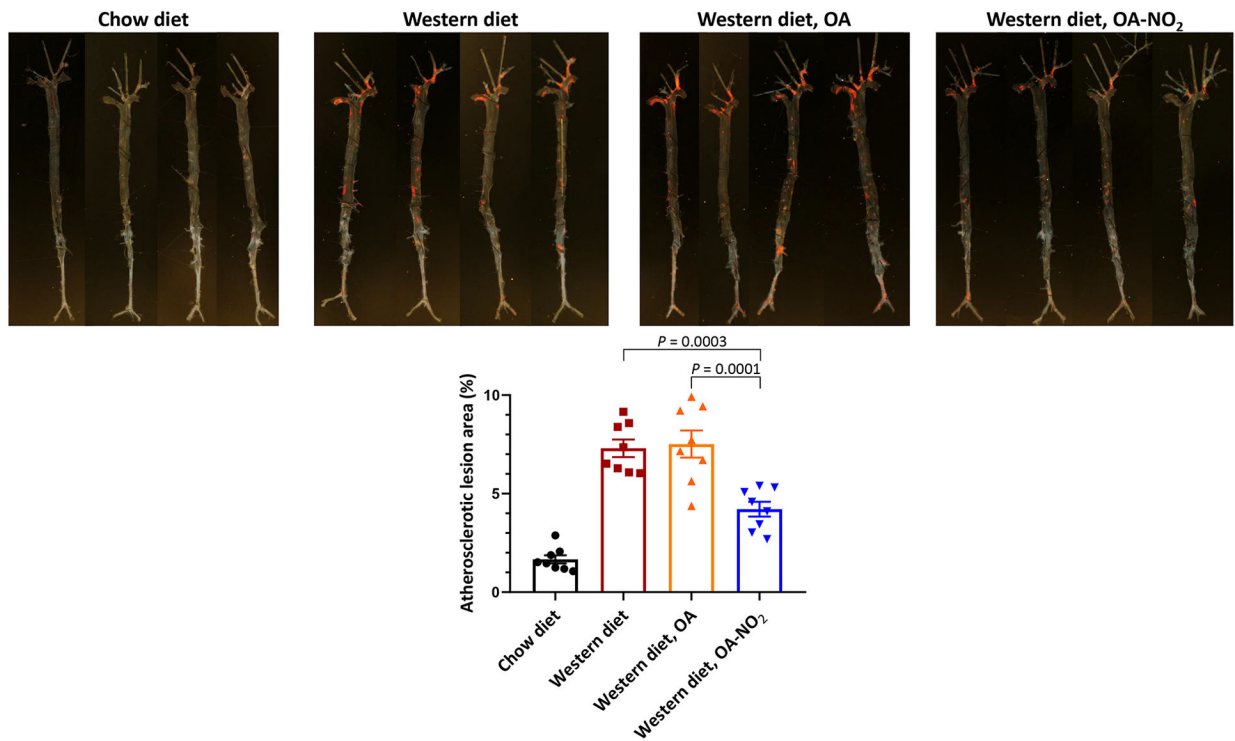 Chow diet
Western diet
Western diet, OA
Western diet, OA-NO₂
P = 0.0003
P = 0.0001
Atherosclerotic lesion area (%)
10
5
0
Chow diet
Western diet
Western diet, OA
Western diet, OA-NO₂